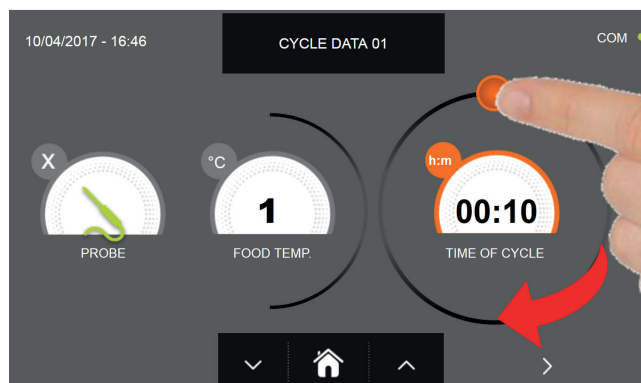 10/04/2017 - 16:46
CYCLE DATA 01
COM
X
°C
h:m
1
00:10
PROBE
FOOD TEMP.
TIME OF CYCLE